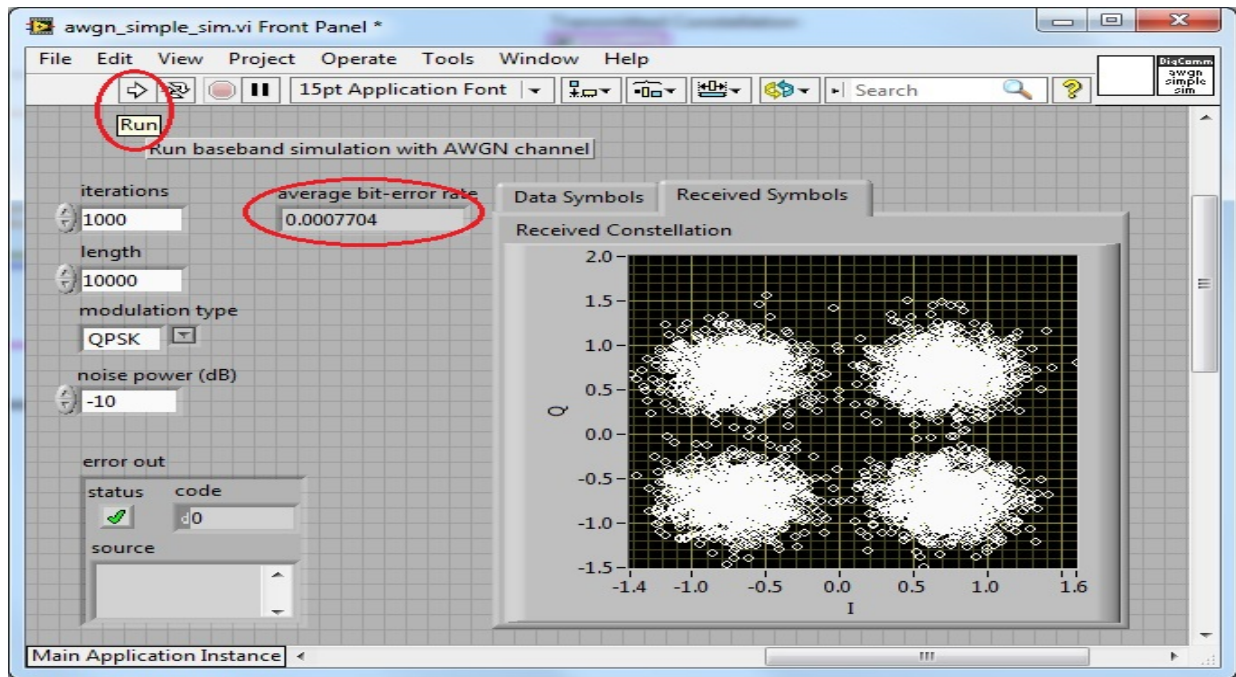 awgn_simple_sim.vi Front Panel *
File Edit View Project Operate Tools Window Help
15pt Application Font
Search
DigComm
awgn
simple
sim
Run
Run baseband simulation with AWGN channel
iterations
1000
average bit-error rate
0.0007704
length
10000
modulation type
QPSK
noise power (dB)
-10
error out
status code
d0
source
Data Symbols Received Symbols
Received Constellation
2.0
1.5
1.0
0.5
0.0
-0.5
-1.0
-1.5
Q
-1.4 -1.0 -0.5 0.0 0.5 1.0 1.6
I
Main Application Instance